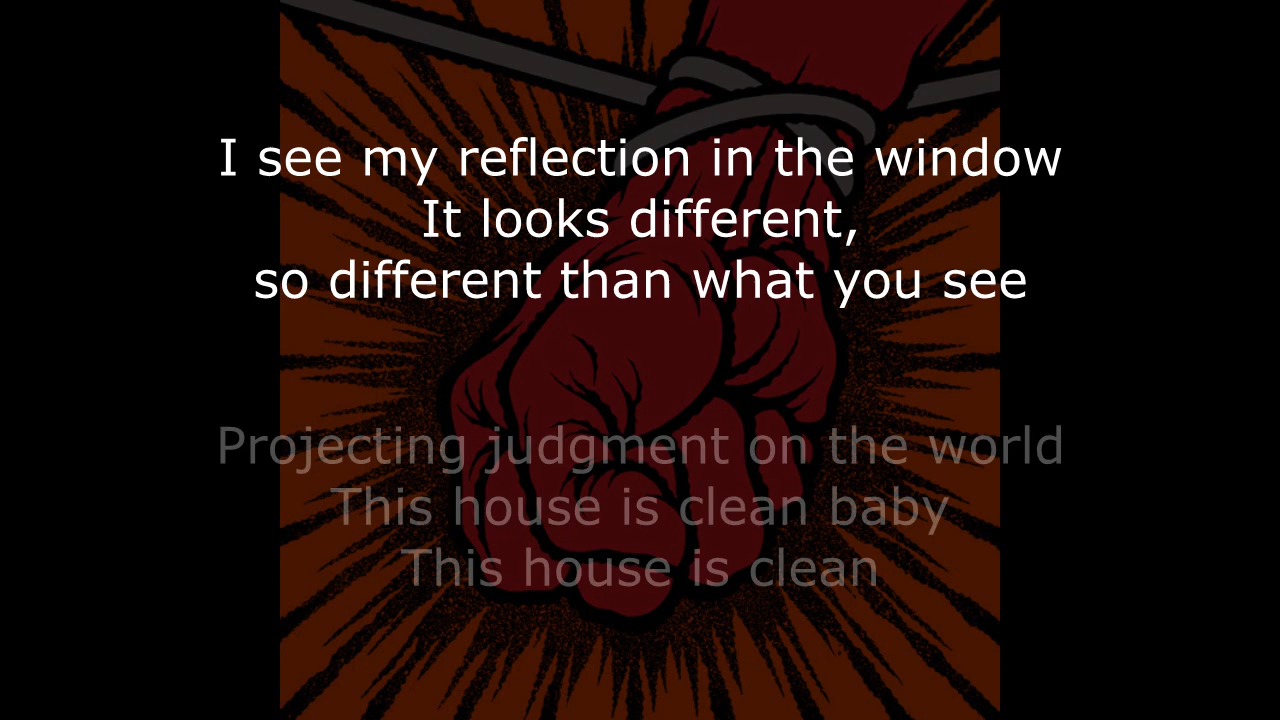 I see my reflection in the window
It looks different,
so different than what you see
Projecting judgment on the world
This house is clean baby
This house is clean